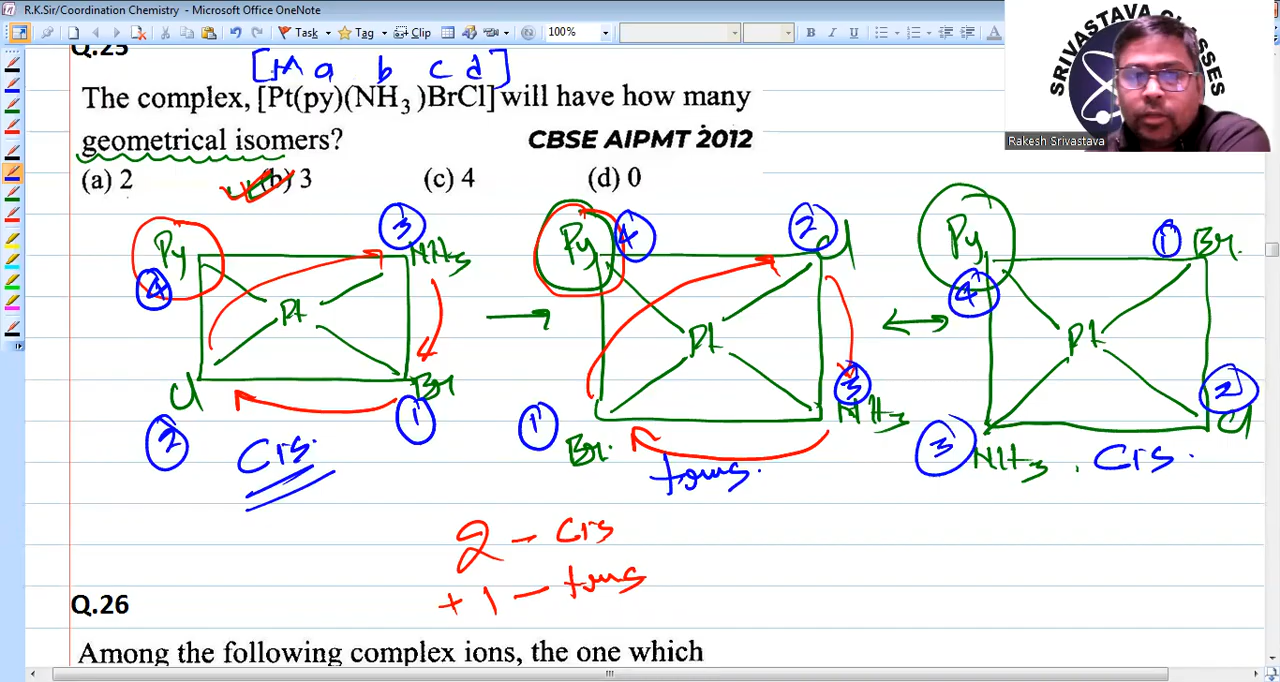 R.K.Sir/Coordination Chemistry - Microsoft OneNote
Task Tag Clip 100% B I U A
SRIVASTAVA CLASSES
Rakesh Srivastava
Q.25
[M a b c d]
The complex, [Pt(py)(NH3)BrCl] will have how many
geometrical isomers? CBSE AIPMT 2012
(a) 2 (b) 3 (c) 4 (d) 0
Py 4 3 NH3 Pt Cl 2 Br 1 Cis.
Py 4 2 Cl Pt 1 Br. 3 NH3 trans.
Py 4 1 Br. Pt 3 NH3. 2 Cl Cis.
2 - Cis
+ 1 - trans
Q.26
Among the following complex ions, the one which